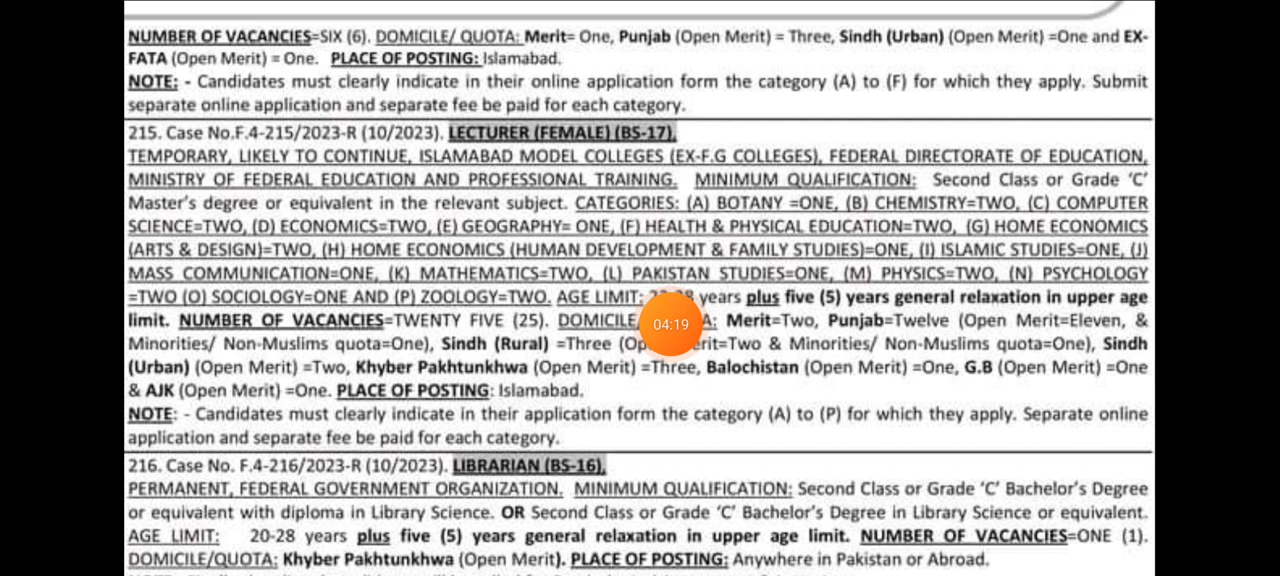 NUMBER OF VACANCIES=SIX (6). DOMICILE/ QUOTA: Merit= One, Punjab (Open Merit) = Three, Sindh (Urban) (Open Merit) =One and EX-
FATA (Open Merit) = One. PLACE OF POSTING: Islamabad.
NOTE: - Candidates must clearly indicate in their online application form the category (A) to (F) for which they apply. Submit
separate online application and separate fee be paid for each category.
215. Case No.F.4-215/2023-R (10/2023). LECTURER (FEMALE) (BS-17),
TEMPORARY, LIKELY TO CONTINUE, ISLAMABAD MODEL COLLEGES (EX-F.G COLLEGES), FEDERAL DIRECTORATE OF EDUCATION,
MINISTRY OF FEDERAL EDUCATION AND PROFESSIONAL TRAINING. MINIMUM QUALIFICATION: Second Class or Grade ‘C’
Master’s degree or equivalent in the relevant subject. CATEGORIES: (A) BOTANY =ONE, (B) CHEMISTRY=TWO, (C) COMPUTER
SCIENCE=TWO, (D) ECONOMICS=TWO, (E) GEOGRAPHY= ONE, (F) HEALTH & PHYSICAL EDUCATION=TWO, (G) HOME ECONOMICS
(ARTS & DESIGN)=TWO, (H) HOME ECONOMICS (HUMAN DEVELOPMENT & FAMILY STUDIES)=ONE, (I) ISLAMIC STUDIES=ONE, (J)
MASS COMMUNICATION=ONE, (K) MATHEMATICS=TWO, (L) PAKISTAN STUDIES=ONE, (M) PHYSICS=TWO, (N) PSYCHOLOGY
=TWO (O) SOCIOLOGY=ONE AND (P) ZOOLOGY=TWO. AGE LIMIT: years plus five (5) years general relaxation in upper age
limit. NUMBER OF VACANCIES=TWENTY FIVE (25). 04:19 Merit=Two, Punjab=Twelve (Open Merit=Eleven, &
Minorities/ Non-Muslims quota=One), Sindh (Rural) =Three Merit=Two & Minorities/ Non-Muslims quota=One), Sindh
(Urban) (Open Merit) =Two, Khyber Pakhtunkhwa (Open Merit) =Three, Balochistan (Open Merit) =One, G.B (Open Merit) =One
& AJK (Open Merit) =One. PLACE OF POSTING: Islamabad.
NOTE: - Candidates must clearly indicate in their application form the category (A) to (P) for which they apply. Separate online
application and separate fee be paid for each category.
216. Case No. F.4-216/2023-R (10/2023). LIBRARIAN (BS-16),
PERMANENT, FEDERAL GOVERNMENT ORGANIZATION. MINIMUM QUALIFICATION: Second Class or Grade ‘C’ Bachelor’s Degree
or equivalent with diploma in Library Science. OR Second Class or Grade ‘C’ Bachelor’s Degree in Library Science or equivalent.
AGE LIMIT: 20-28 years plus five (5) years general relaxation in upper age limit. NUMBER OF VACANCIES=ONE (1).
DOMICILE/QUOTA: Khyber Pakhtunkhwa (Open Merit). PLACE OF POSTING: Anywhere in Pakistan or Abroad.